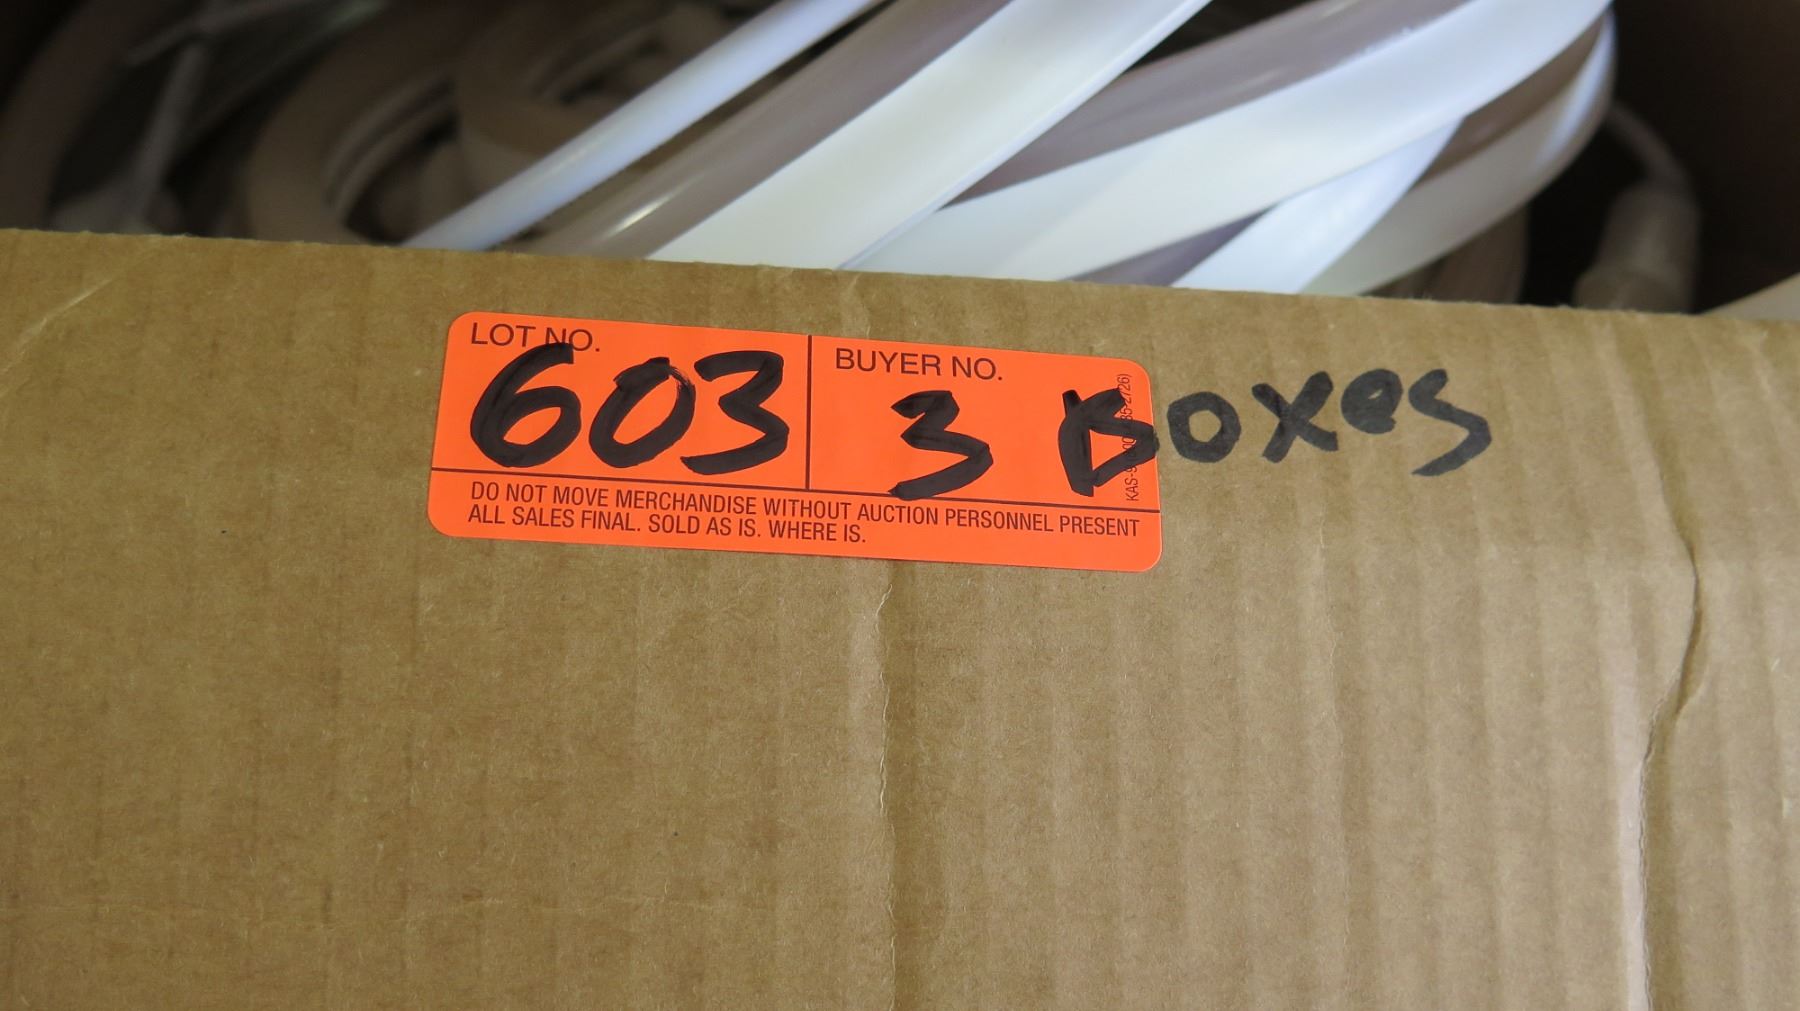 LOT NO.
603
BUYER NO.
3 Boxes
DO NOT MOVE MERCHANDISE WITHOUT AUCTION PERSONNEL PRESENT
ALL SALES FINAL. SOLD AS IS. WHERE IS.